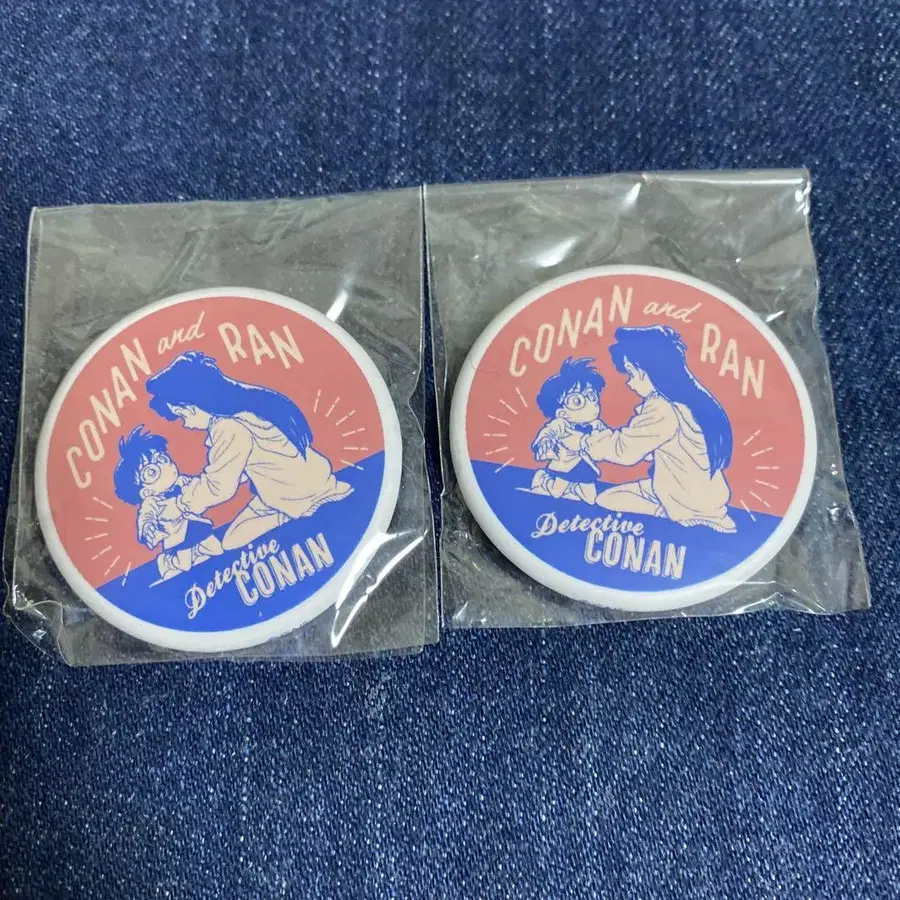 CONAN and RAN
Detective
CONAN
CONAN and RAN
Detective
CONAN